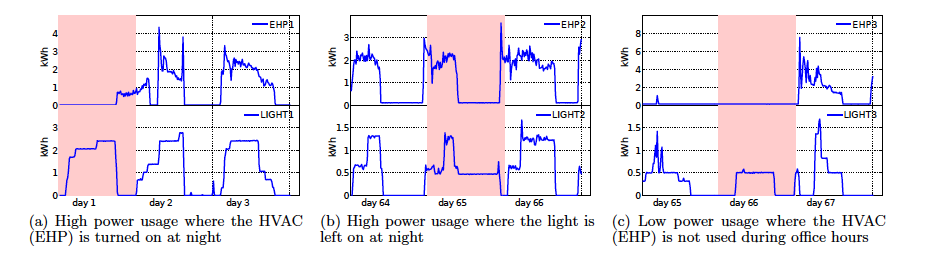 EHP1
4
3
2
1
0
kWh
LIGHT1
3
2
1
0
kWh
day 1 day 2 day 3
(a) High power usage where the HVAC
(EHP) is turned on at night
EHP2
3
2
1
0
kWh
LIGHT2
1.5
1
0.5
0
kWh
day 64 day 65 day 66
(b) High power usage where the light is
left on at night
EHP3
8
6
4
2
0
kWh
LIGHT3
1.5
1
0.5
0
kWh
day 65 day 66 day 67
(c) Low power usage where the HVAC
(EHP) is not used during office hours